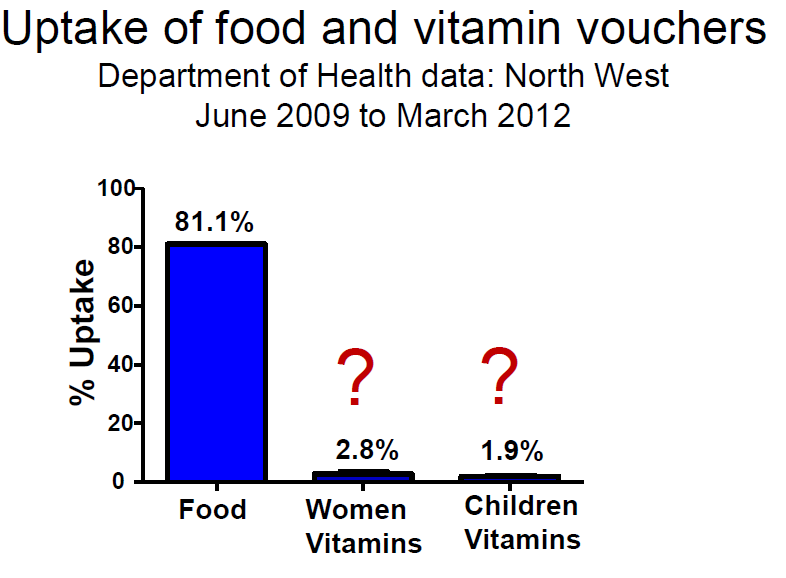 Uptake of food and vitamin vouchers
Department of Health data: North West
June 2009 to March 2012
100
81.1%
80
60
% Uptake
?
?
40
20
2.8%
1.9%
0
Food
Women
Vitamins
Children
Vitamins